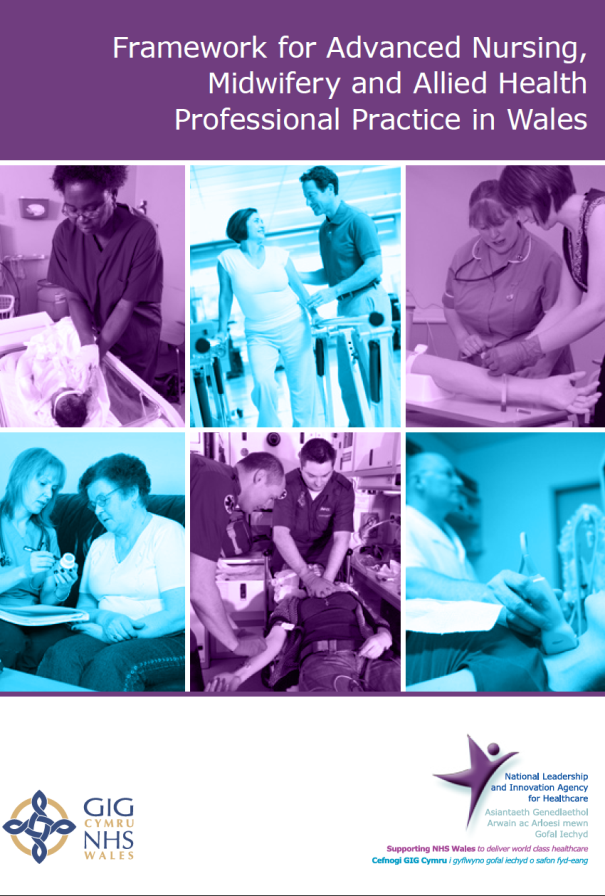 Framework for Advanced Nursing,
Midwifery and Allied Health
Professional Practice in Wales
GIG
CYMRU
NHS
WALES
National Leadership
and Innovation Agency
for Healthcare
Asiantaeth Genedlaethol
Arwain ac Arloesi mewn
Gofal Iechyd
Supporting NHS Wales to deliver world class healthcare
Cefnogi GIG Cymru i gyflwyno gofal iechyd o safon fyd-eang